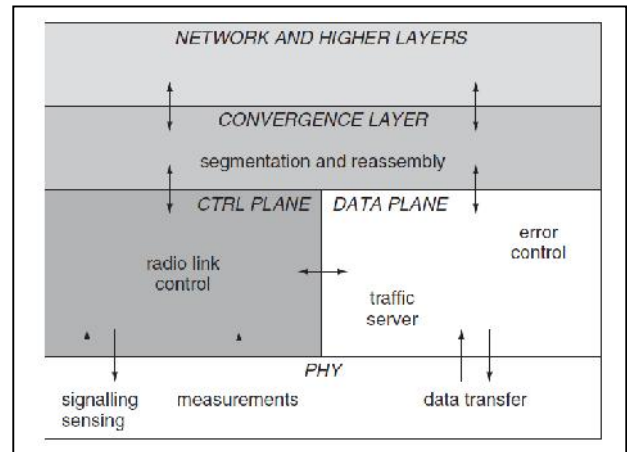 NETWORK AND HIGHER LAYERS
CONVERGENCE LAYER
segmentation and reassembly
CTRL PLANE
DATA PLANE
radio link
control
error
control
traffic
server
PHY
signalling
sensing
measurements
data transfer